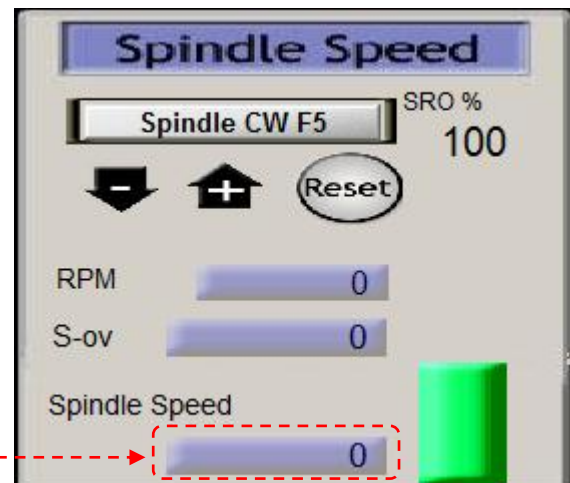 Spindle Speed
Spindle CW F5
SRO %
100
-
+
Reset
RPM
0
S-ov
0
Spindle Speed
0